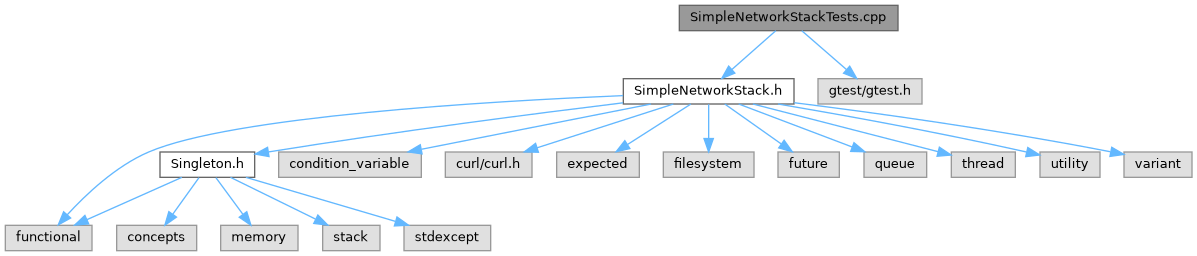 SimpleNetworkStackTests.cpp
SimpleNetworkStack.h
gtest/gtest.h
Singleton.h
condition_variable
curl/curl.h
expected
filesystem
future
queue
thread
utility
variant
functional
concepts
memory
stack
stdexcept